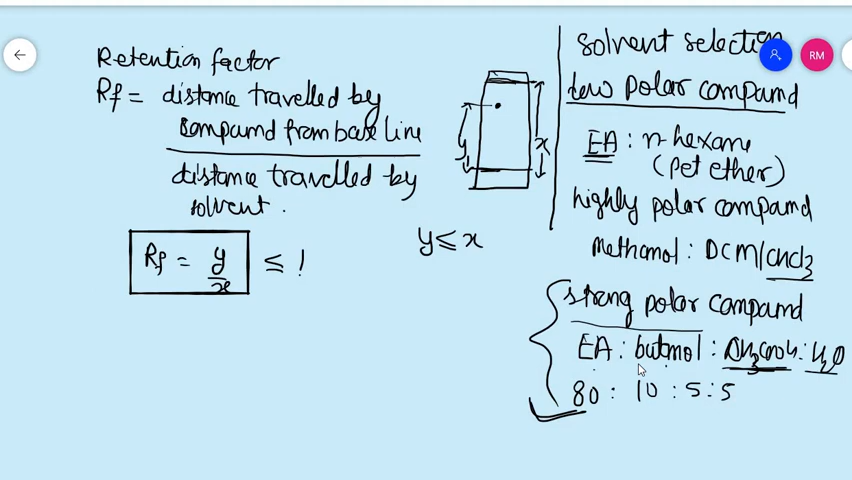 Retention factor
Rf = distance travelled by
compound from base line
distance travelled by
solvent.
Rf = y
x
≤ 1
y
x
y ≤ x
solvent selection
RM
Low polar compound
EA : n-hexane
(Pet ether)
highly polar compound
Methanol : DCM/CHCl3
strong polar compound
EA : butanol : CH3COOH : H2O
80 : 10 : 5 : 5